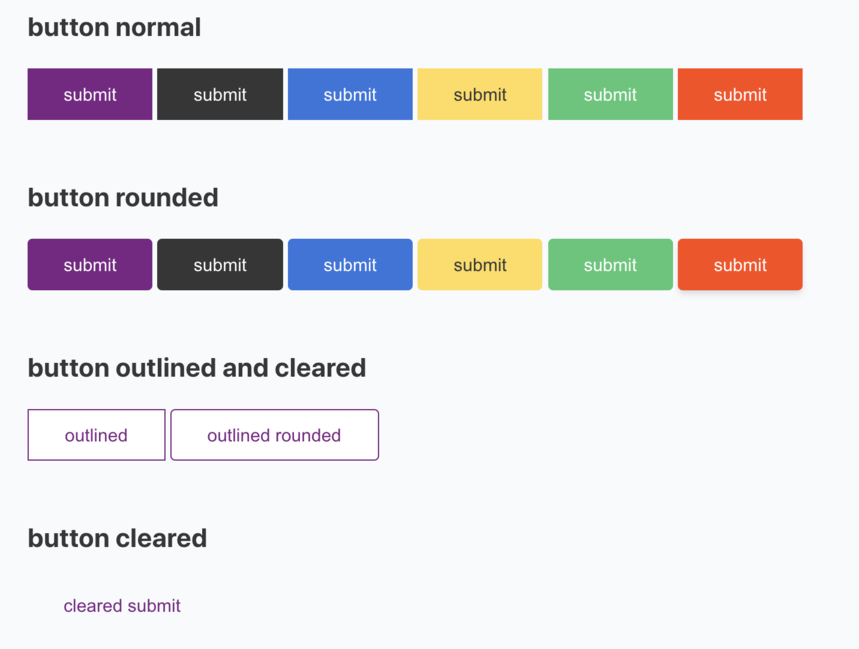 button normal
submit submit submit submit submit submit
button rounded
submit submit submit submit submit submit
button outlined and cleared
outlined outlined rounded
button cleared
cleared submit